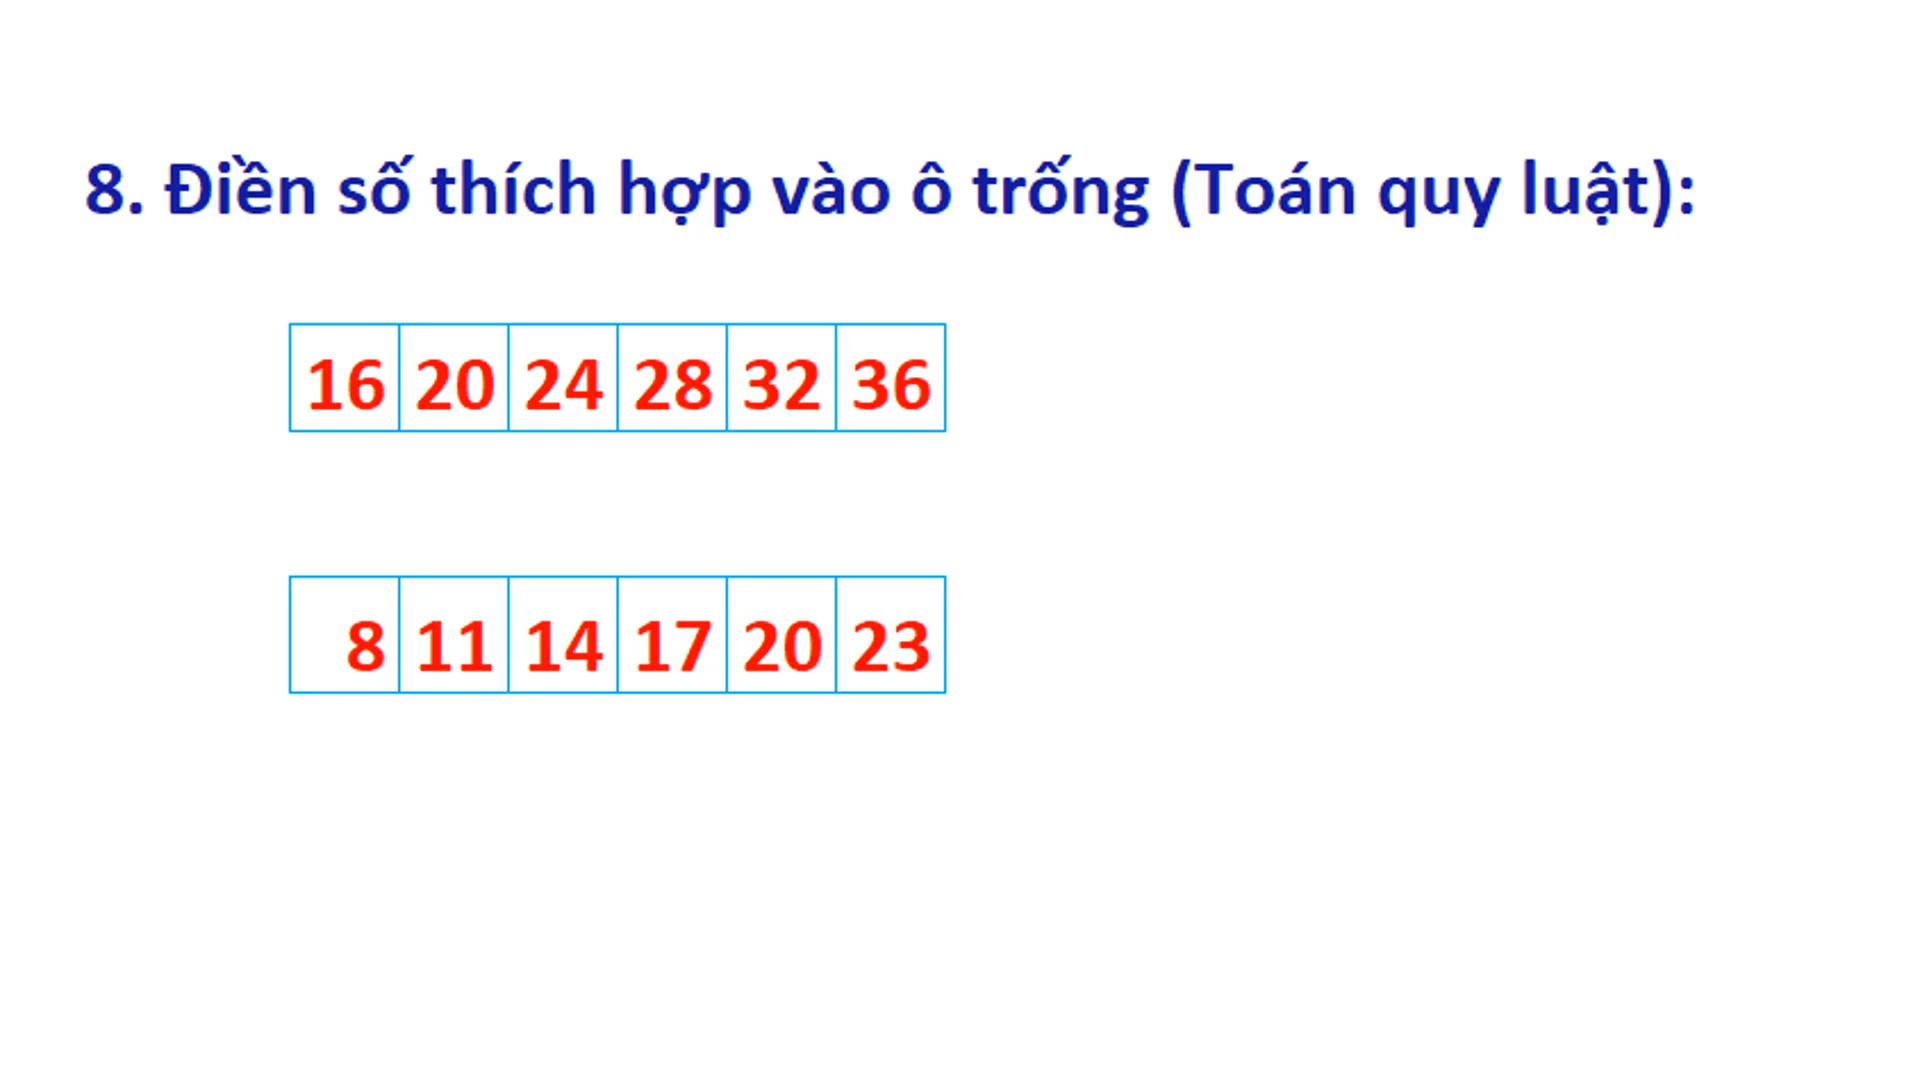 8. Điền số thích hợp vào ô trống (Toán quy luật):
16 20 24 28 32 36
8 11 14 17 20 23